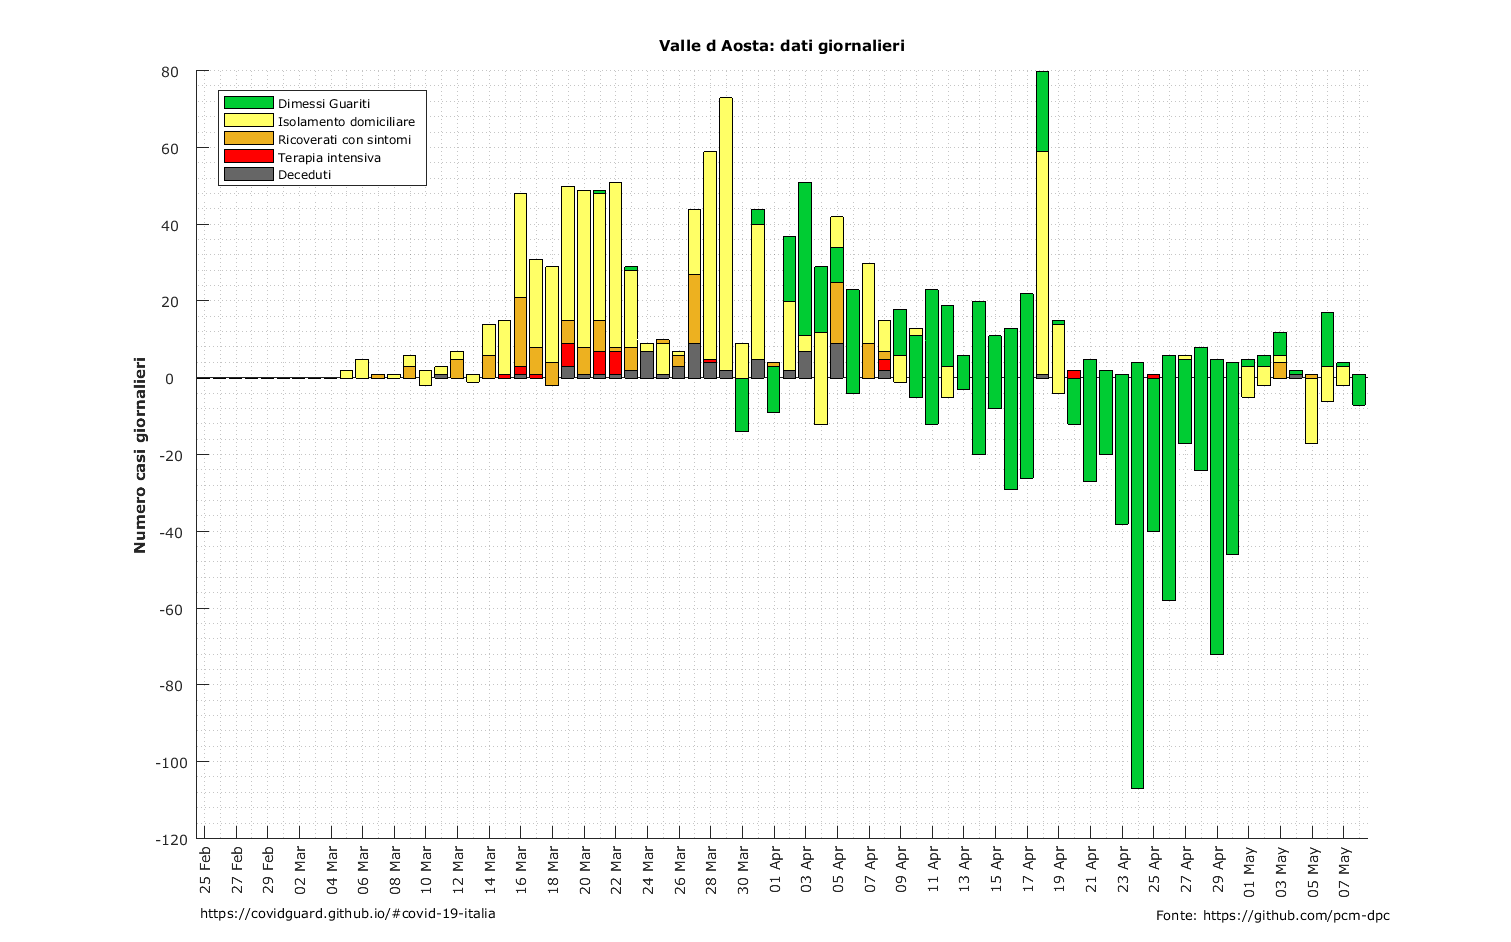 Valle d Aosta: dati giornalieri
Dimessi Guariti
Isolamento domiciliare
Ricoverati con sintomi
Terapia intensiva
Deceduti
Numero casi giornalieri
80
60
40
20
0
-20
-40
-60
-80
-100
-120
25 Feb
27 Feb
29 Feb
02 Mar
04 Mar
06 Mar
08 Mar
10 Mar
12 Mar
14 Mar
16 Mar
18 Mar
20 Mar
22 Mar
24 Mar
26 Mar
28 Mar
30 Mar
01 Apr
03 Apr
05 Apr
07 Apr
09 Apr
11 Apr
13 Apr
15 Apr
17 Apr
19 Apr
21 Apr
23 Apr
25 Apr
27 Apr
29 Apr
01 May
03 May
05 May
07 May
https://covidguard.github.io/#covid-19-italia
Fonte: https://github.com/pcm-dpc